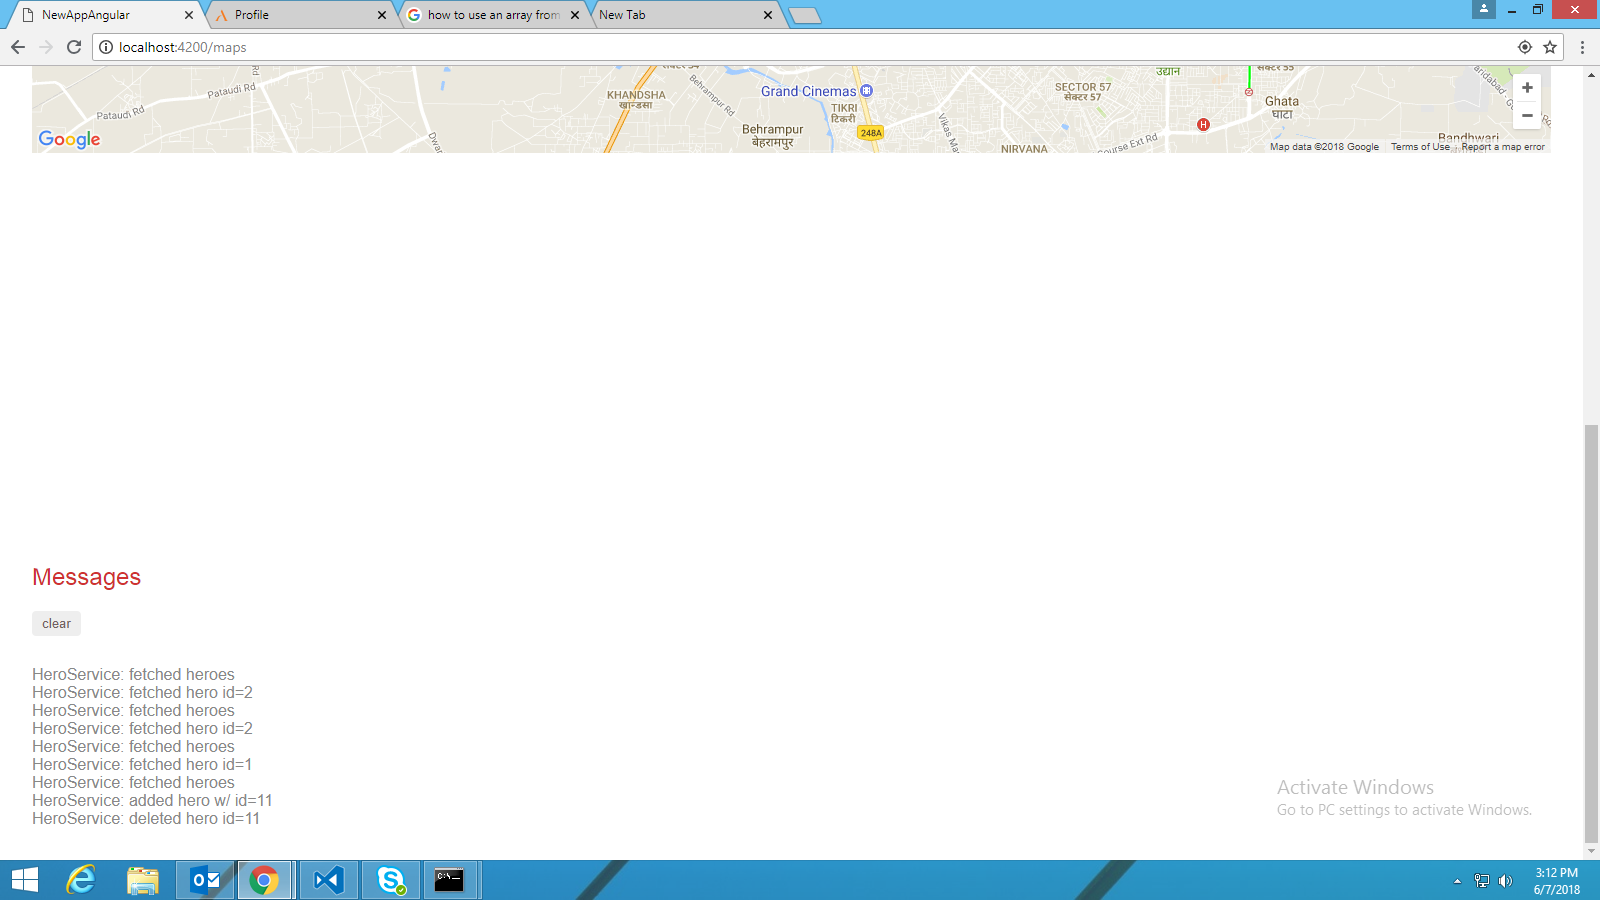 NewAppAngular
Profile
how to use an array from
New Tab
localhost:4200/maps
Pataudi Rd
Pataudi Rd
KHANDSHA
खान्डसा
Behrampur Rd
Grand Cinemas
TIKRI
टिकरी
Behrampur
बेहरामपुर
248A
SECTOR 57
सेक्टर 57
उद्यान
सेक्टर 55
Ghata
घाटा
H
NIRVANA
Course Ext Rd
Bandhwari
Google
Map data ©2018 Google
Terms of Use
Report a map error
Messages
clear
HeroService: fetched heroes
HeroService: fetched hero id=2
HeroService: fetched heroes
HeroService: fetched hero id=2
HeroService: fetched heroes
HeroService: fetched hero id=1
HeroService: fetched heroes
HeroService: added hero w/ id=11
HeroService: deleted hero id=11
Activate Windows
Go to PC settings to activate Windows.
3:12 PM
6/7/2018